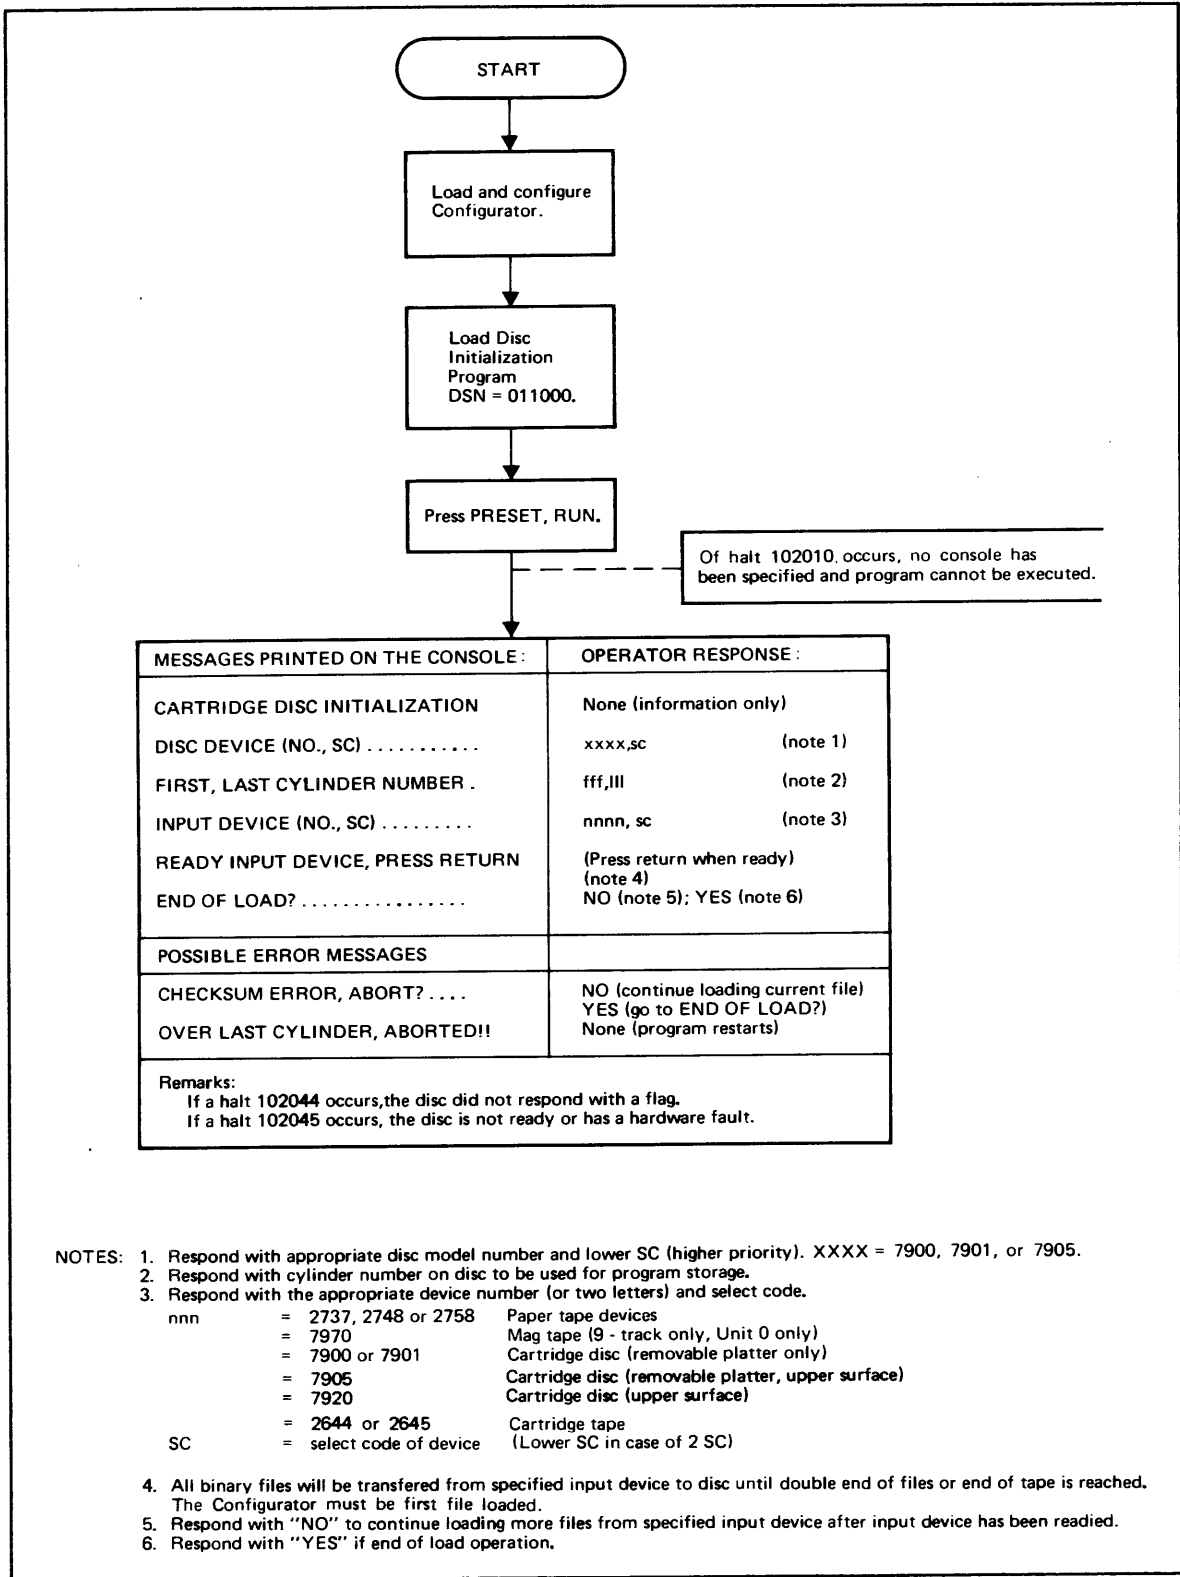 START
Load and configure
Configurator.
Load Disc
Initialization
Program
DSN = 011000.
Press PRESET, RUN.
Of halt 102010. occurs, no console has
been specified and program cannot be executed.
MESSAGES PRINTED ON THE CONSOLE: OPERATOR RESPONSE:
CARTRIDGE DISC INITIALIZATION None (information only)
DISC DEVICE (NO., SC) ........... xxxx,sc (note 1)
FIRST, LAST CYLINDER NUMBER . fff,lll (note 2)
INPUT DEVICE (NO., SC) ......... nnnn, sc (note 3)
READY INPUT DEVICE, PRESS RETURN (Press return when ready)
(note 4)
END OF LOAD? ................ NO (note 5); YES (note 6)
POSSIBLE ERROR MESSAGES
CHECKSUM ERROR, ABORT? .... NO (continue loading current file)
YES (go to END OF LOAD?)
OVER LAST CYLINDER, ABORTED!! None (program restarts)
Remarks:
If a halt 102044 occurs,the disc did not respond with a flag.
If a halt 102045 occurs, the disc is not ready or has a hardware fault.
NOTES: 1. Respond with appropriate disc model number and lower SC (higher priority). XXXX = 7900, 7901, or 7905.
2. Respond with cylinder number on disc to be used for program storage.
3. Respond with the appropriate device number (or two letters) and select code.
nnn = 2737, 2748 or 2758 Paper tape devices
= 7970 Mag tape (9 - track only, Unit 0 only)
= 7900 or 7901 Cartridge disc (removable platter only)
= 7905 Cartridge disc (removable platter, upper surface)
= 7920 Cartridge disc (upper surface)
= 2644 or 2645 Cartridge tape
SC = select code of device (Lower SC in case of 2 SC)
4. All binary files will be transfered from specified input device to disc until double end of files or end of tape is reached.
The Configurator must be first file loaded.
5. Respond with "NO" to continue loading more files from specified input device after input device has been readied.
6. Respond with "YES" if end of load operation.